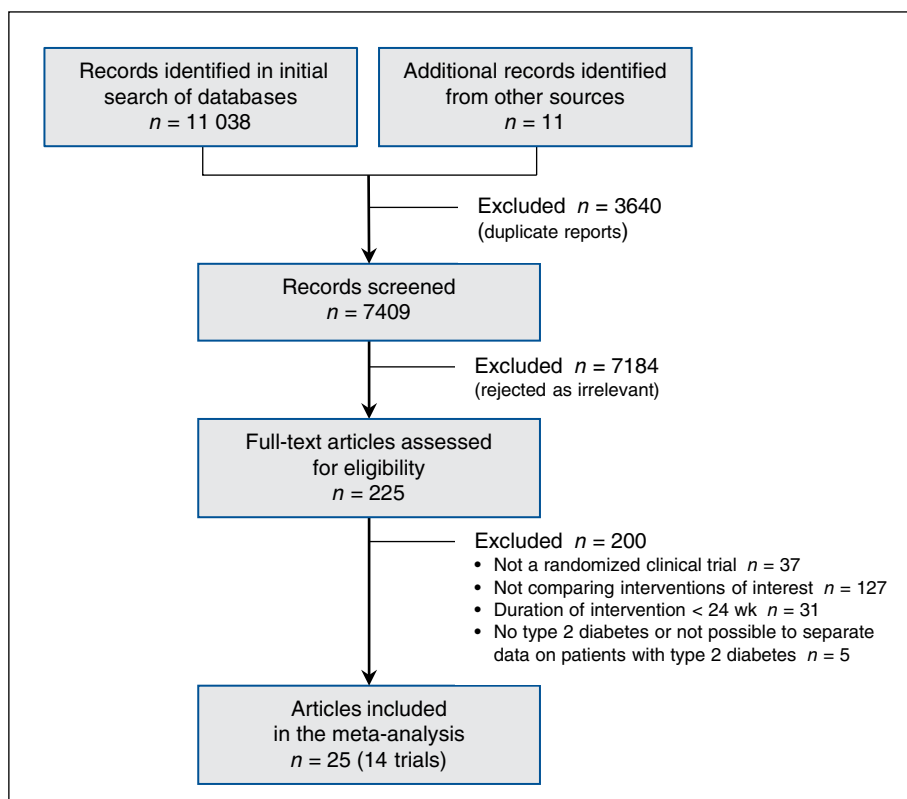 Records identified in initial
search of databases
n = 11 038
Additional records identified
from other sources
n = 11
Excluded n = 3640
(duplicate reports)
Records screened
n = 7409
Excluded n = 7184
(rejected as irrelevant)
Full-text articles assessed
for eligibility
n = 225
Excluded n = 200
• Not a randomized clinical trial n = 37
• Not comparing interventions of interest n = 127
• Duration of intervention < 24 wk n = 31
• No type 2 diabetes or not possible to separate
data on patients with type 2 diabetes n = 5
Articles included
in the meta-analysis
n = 25 (14 trials)